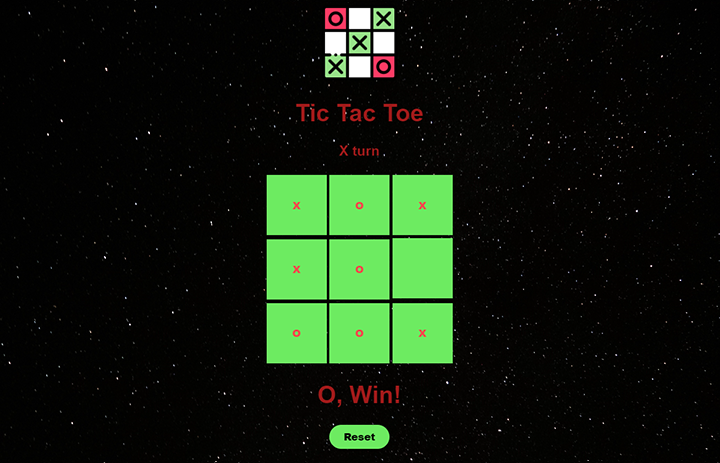 O X
X
X O
Tic Tac Toe
X turn
x o x
x o
o o x
O, Win!
Reset